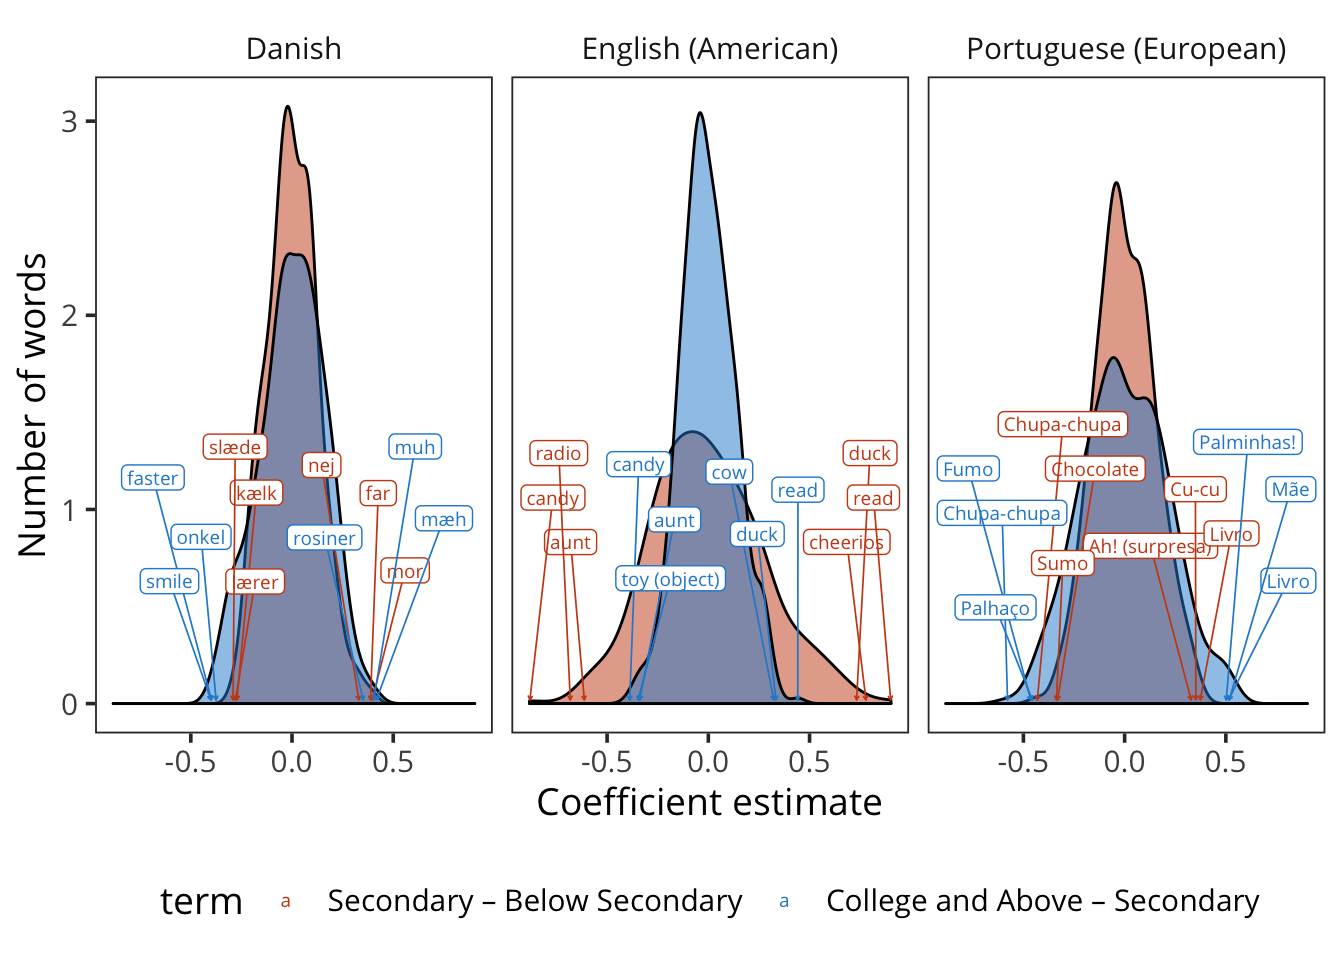 Danish
English (American)
Portuguese (European)
Number of words
3
2
1
0
slæde
muh
nej
faster
kælk
far
mæh
onkel
rosiner
smile
ærer
mor
radio
duck
candy
cow
candy
read
read
aunt
duck
aunt
cheerios
toy (object)
Chupa-chupa
Palminhas!
Fumo
Chocolate
Cu-cu
Mãe
Chupa-chupa
Livro
Ah! (surpresa)
Sumo
Livro
Palhaço
-0.5 0.0 0.5
-0.5 0.0 0.5
-0.5 0.0 0.5
Coefficient estimate
term a Secondary – Below Secondary a College and Above – Secondary